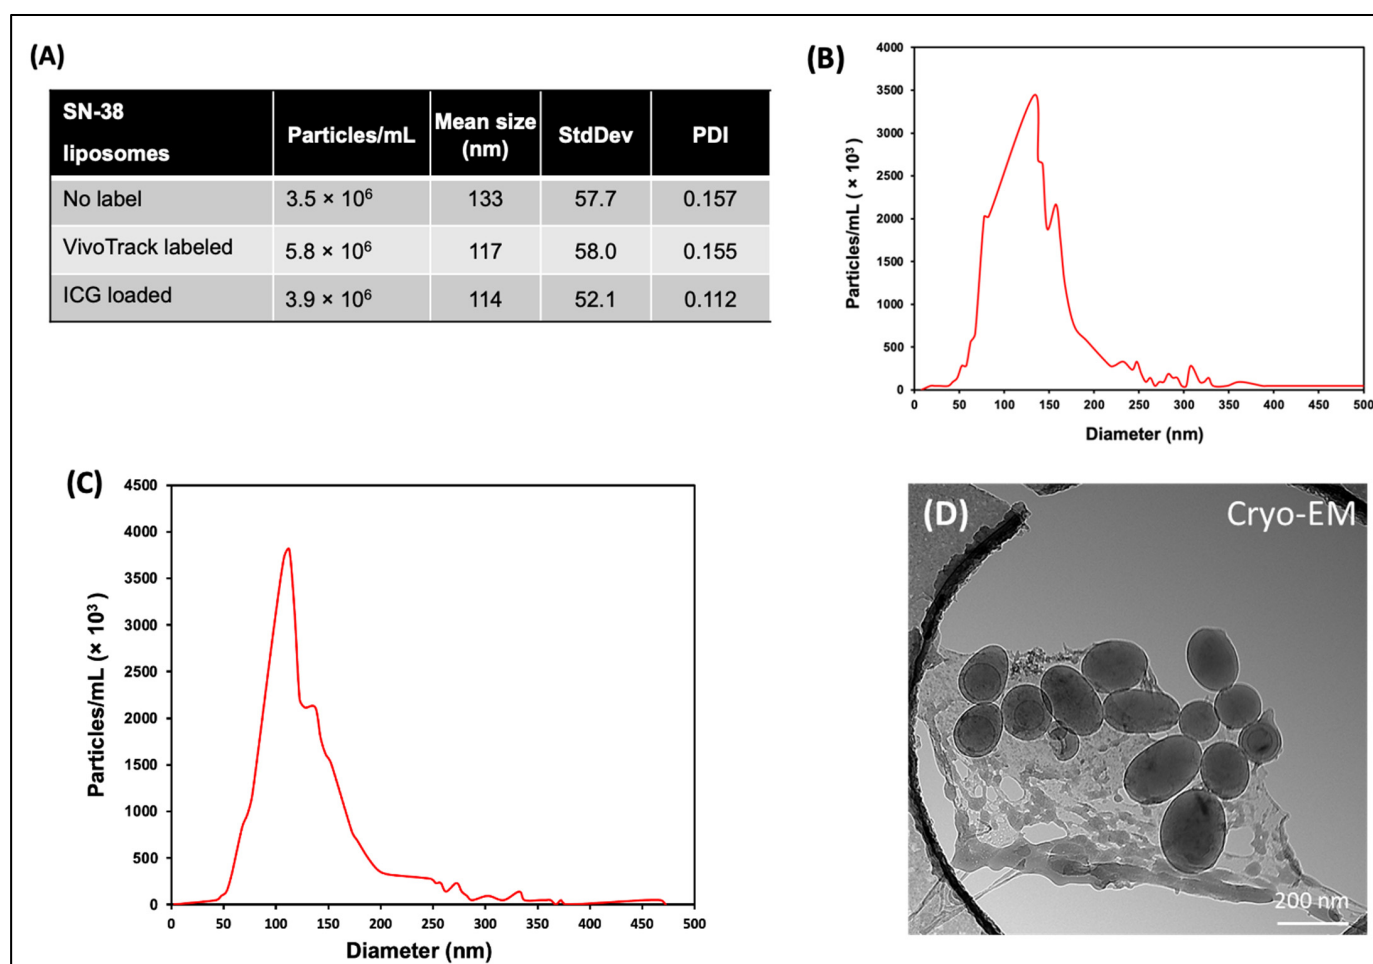 (A)
SN-38 liposomes Particles/mL Mean size (nm) StdDev PDI
No label 3.5 × 10⁶ 133 57.7 0.157
VivoTrack labeled 5.8 × 10⁶ 117 58.0 0.155
ICG loaded 3.9 × 10⁶ 114 52.1 0.112
(B)
Particles/mL ( × 10³)
4000
3500
3000
2500
2000
1500
1000
500
0
0 50 100 150 200 250 300 350 400 450 500
Diameter (nm)
(C)
Particles/mL (× 10³)
4500
4000
3500
3000
2500
2000
1500
1000
500
0
0 50 100 150 200 250 300 350 400 450 500
Diameter (nm)
(D) Cryo-EM
200 nm